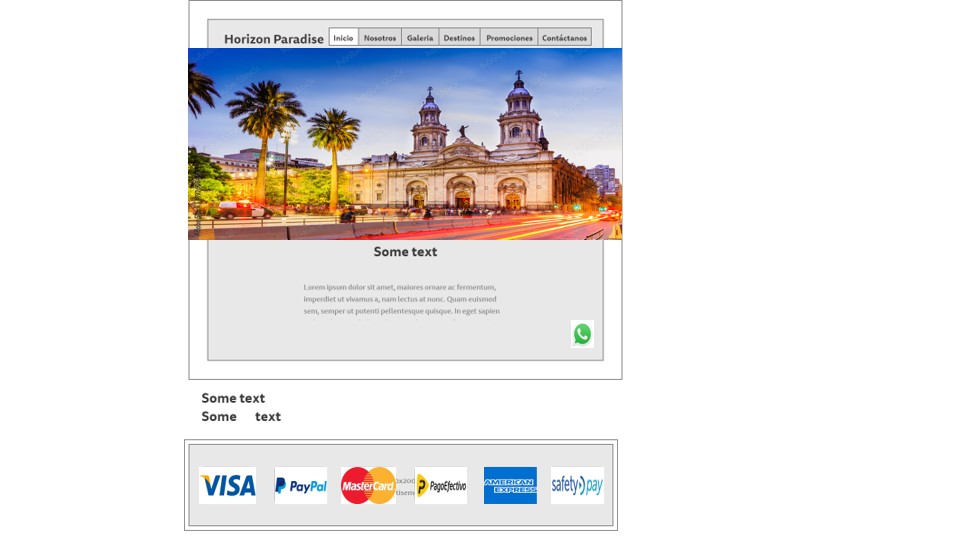 Horizon Paradise
Inicio Nosotros Galería Destinos Promociones Contáctanos
Some text
Lorem ipsum dolor sit amet, maiores ornare ac fermentum,
imperdiet ut vivamus a, nam lectus at nunc. Quam euismod
sem, semper ut potenti pellentesque quisque. In eget sapien
Some text
Some text
VISA PayPal MasterCard PagoEfectivo AMERICAN EXPRESS safetypay